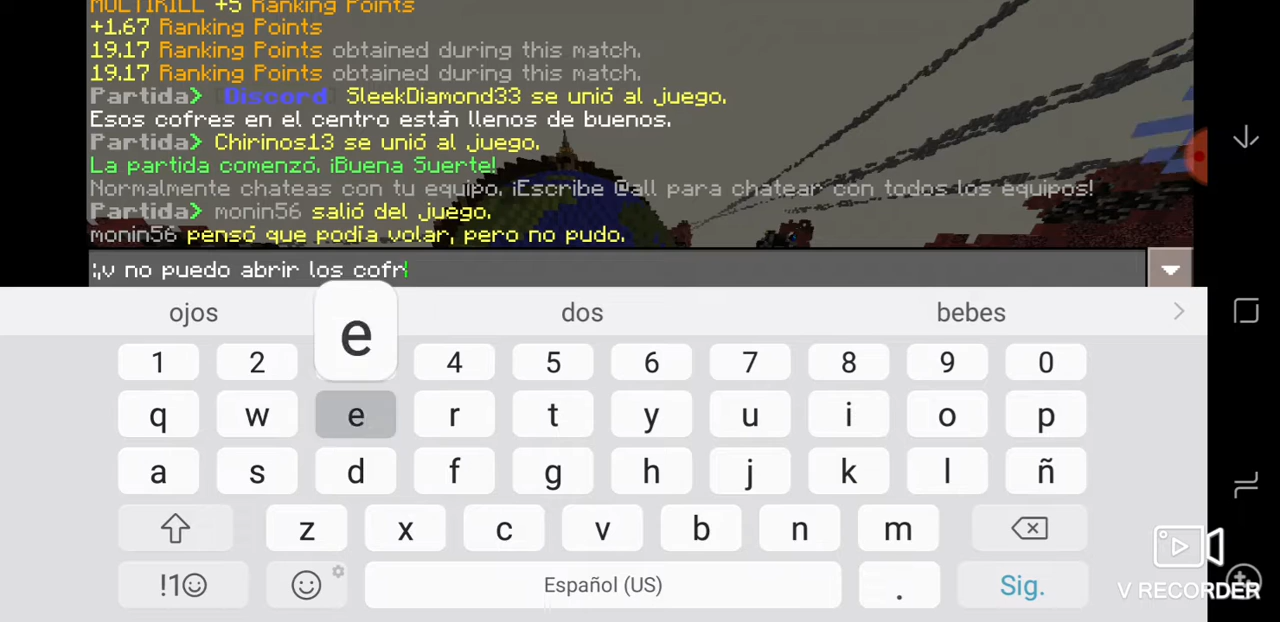 MULTIKILL +5 Ranking Points
+1.67 Ranking Points
19.17 Ranking Points obtained during this match.
19.17 Ranking Points obtained during this match.
Partida> [Discord] SleekDiamond33 se unió al juego.
Esos cofres en el centro están llenos de buenos.
Partida> Chirinos13 se unió al juego.
La partida comenzó. ¡Buena Suerte!
Normalmente chateas con tu equipo. ¡Escribe @all para chatear con todos los equipos!
Partida> monin56 salió del juego.
monin56 pensó que podía volar, pero no pudo.
;,v no puedo abrir los cofr
ojos dos bebes
e
1 2 4 5 6 7 8 9 0
q w e r t y u i o p
a s d f g h j k l ñ
z x c v b n m
!1☺ Español (US) . Sig.
V RECORDER